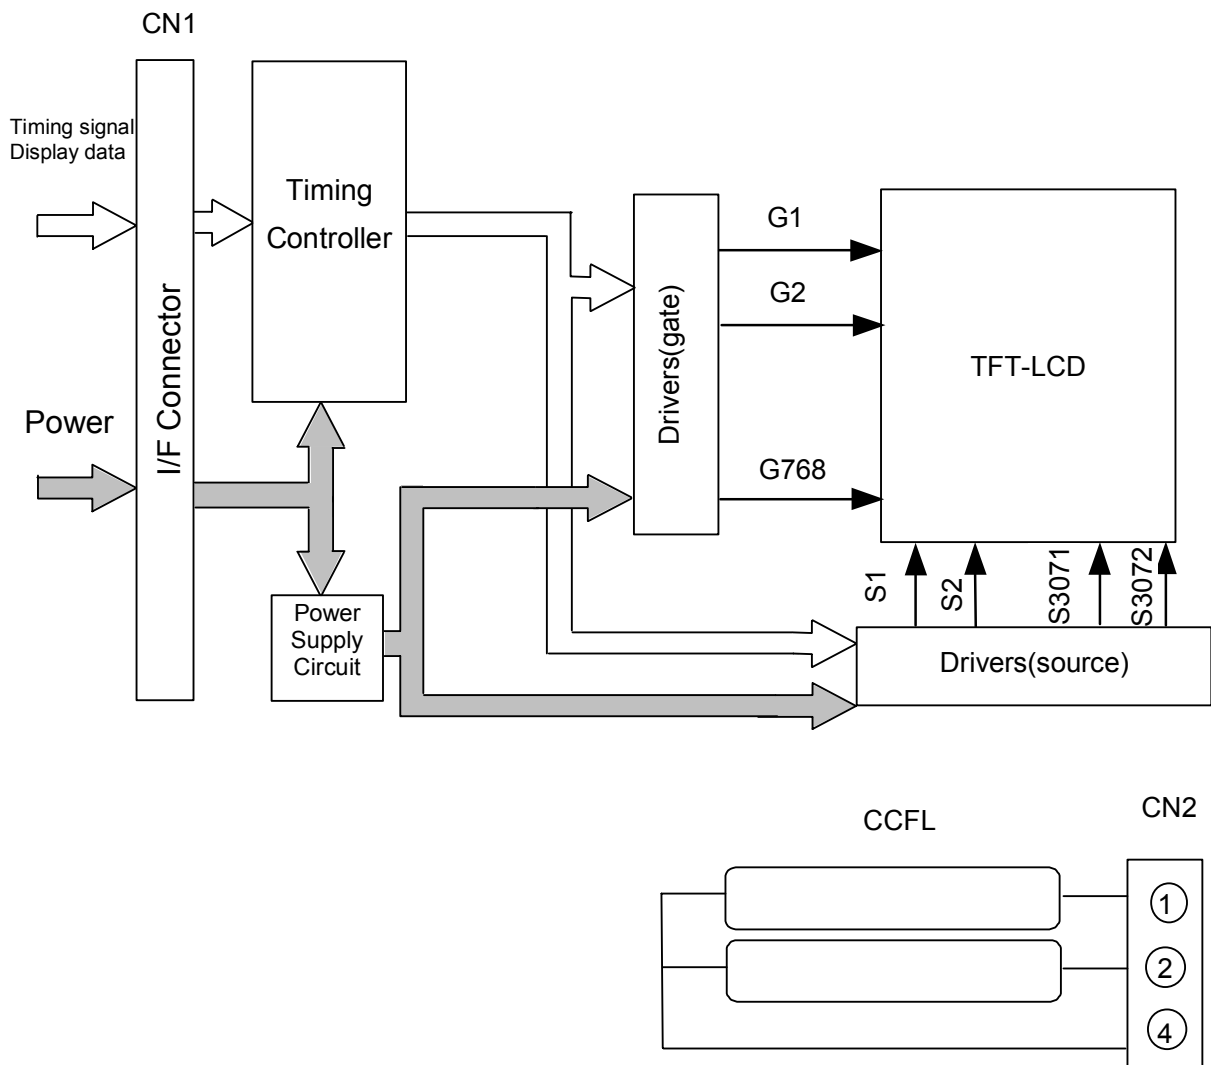 CN1
Timing signal
Display data
Timing
Controller
I/F Connector
Power
Power
Supply
Circuit
Drivers(gate)
G1
G2
G768
TFT-LCD
S1
S2
S3071
S3072
Drivers(source)
CCFL
CN2
1
2
4